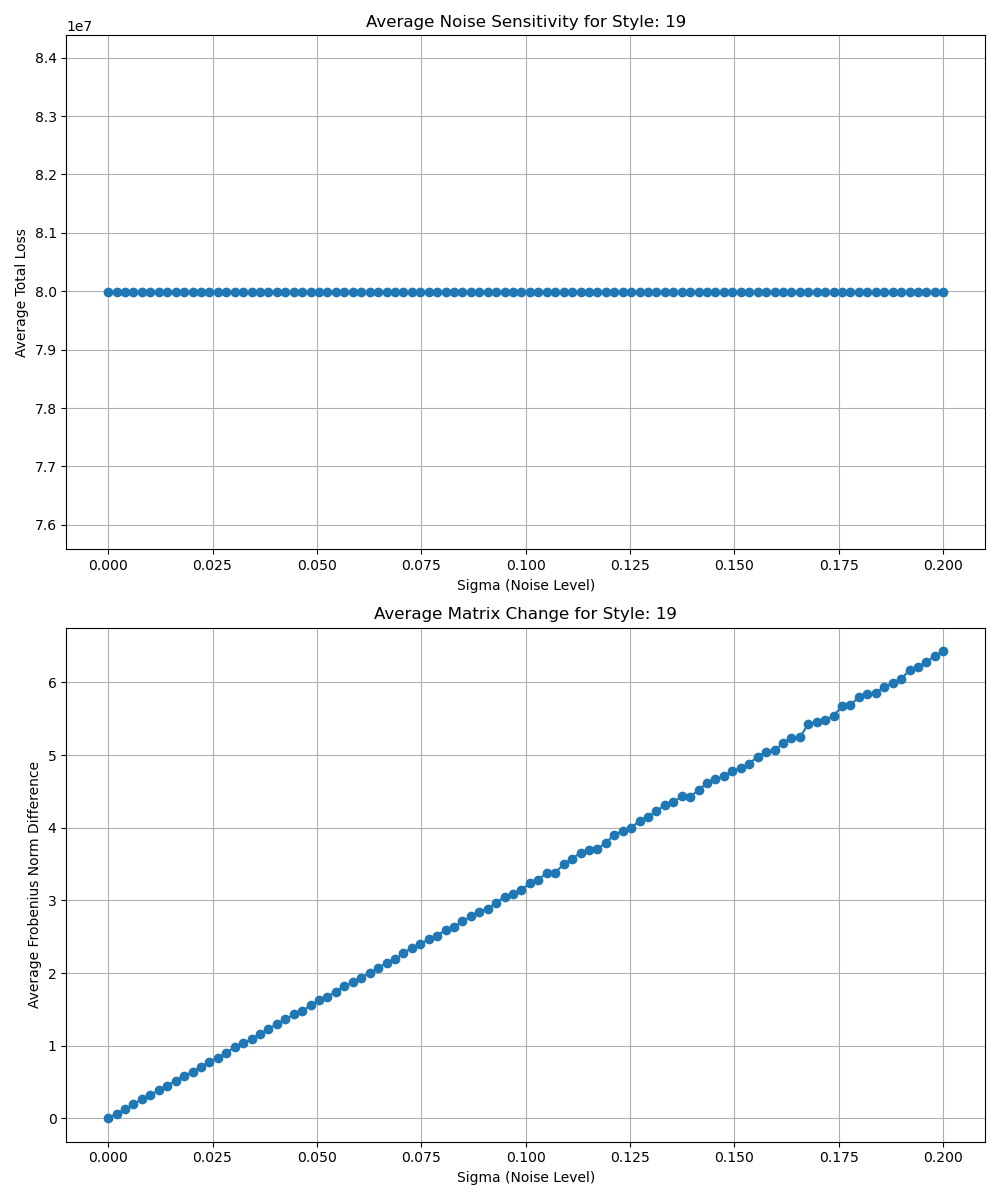 Average Noise Sensitivity for Style: 19
1e7
8.4
8.3
8.2
8.1
8.0
7.9
7.8
7.7
7.6
Average Total Loss
0.000 0.025 0.050 0.075 0.100 0.125 0.150 0.175 0.200
Sigma (Noise Level)
Average Matrix Change for Style: 19
6
5
4
3
2
1
0
Average Frobenius Norm Difference
0.000 0.025 0.050 0.075 0.100 0.125 0.150 0.175 0.200
Sigma (Noise Level)